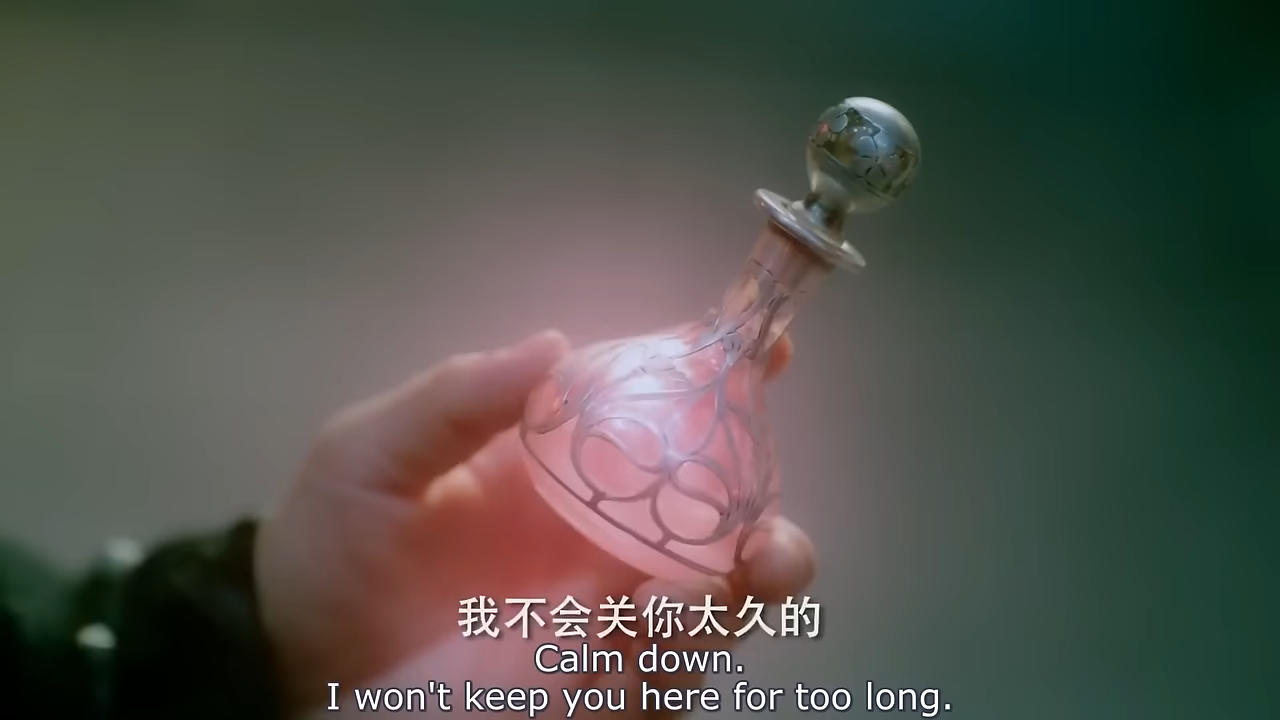 我不会关你太久的
Calm down.
I won't keep you here for too long.